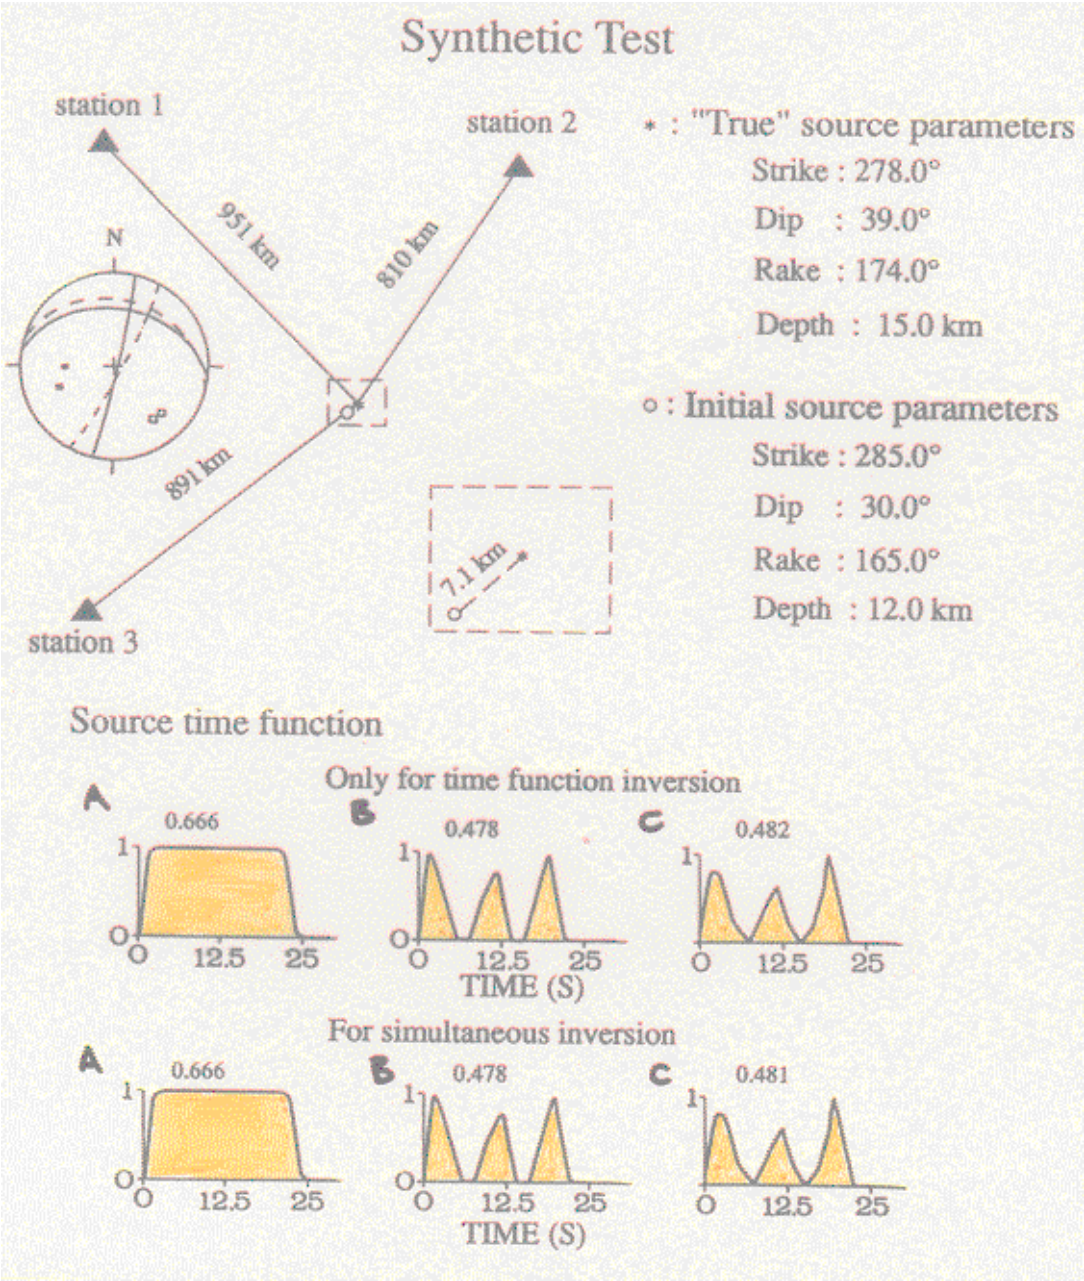 Synthetic Test
station 1
station 2
951 km
810 km
N
891 km
station 3
7.1 km
* : "True" source parameters
Strike : 278.0°
Dip : 39.0°
Rake : 174.0°
Depth : 15.0 km
o : Initial source parameters
Strike : 285.0°
Dip : 30.0°
Rake : 165.0°
Depth : 12.0 km
Source time function
Only for time function inversion
A
0.666
1
0
0 12.5 25
B
0.478
1
0
0 12.5 25
C
0.482
1
0 12.5 25
TIME (S)
For simultaneous inversion
A
0.666
1
0
0 12.5 25
B
0.478
1
0
0 12.5 25
C
0.481
1
0 12.5 25
TIME (S)